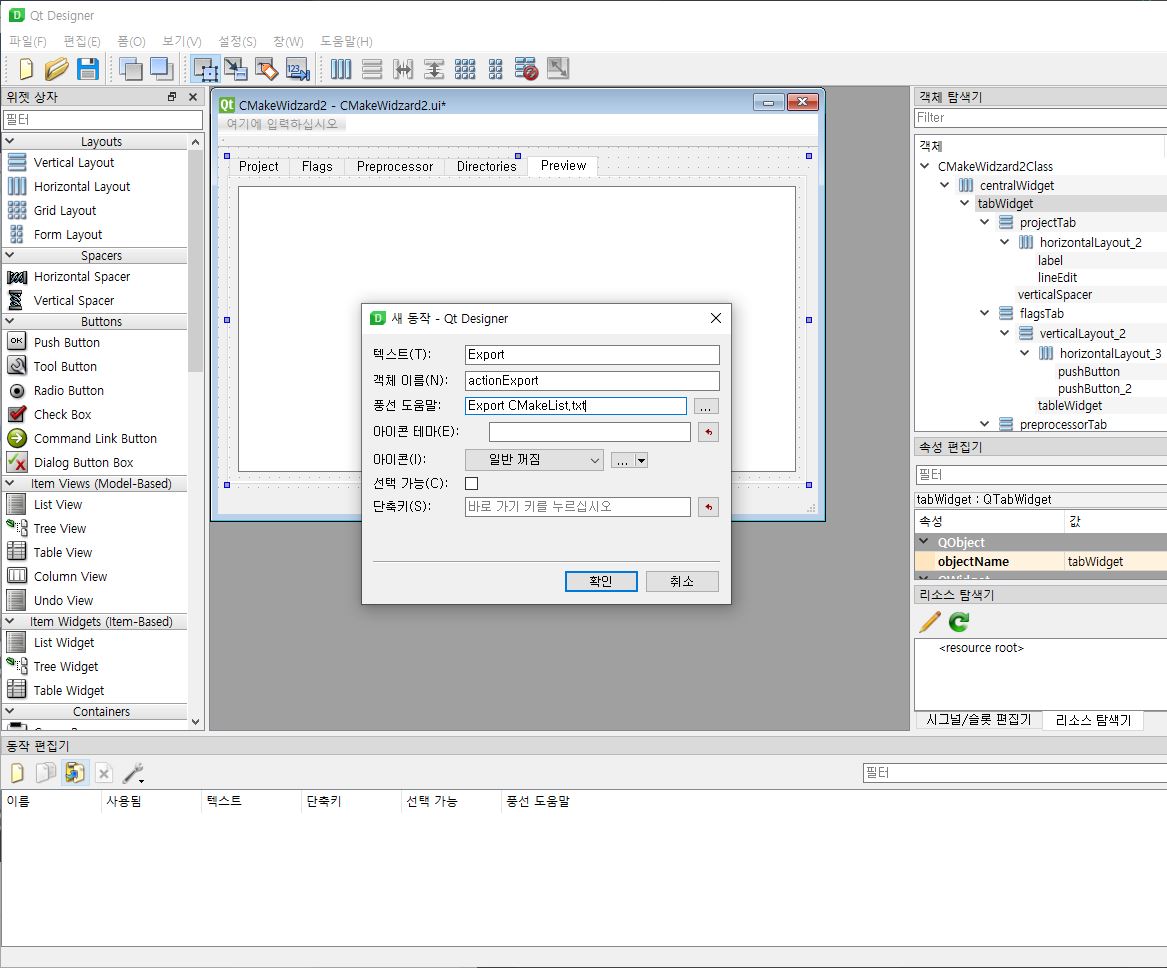 Qt Designer
파일(F) 편집(E) 폼(O) 보기(V) 설정(S) 창(W) 도움말(H)
위젯 상자
필터
Layouts
Vertical Layout
Horizontal Layout
Grid Layout
Form Layout
Spacers
Horizontal Spacer
Vertical Spacer
Buttons
OK Push Button
Tool Button
Radio Button
Check Box
Command Link Button
Dialog Button Box
Item Views (Model-Based)
List View
Tree View
Table View
Column View
Undo View
Item Widgets (Item-Based)
List Widget
Tree Widget
Table Widget
Containers
Qt CMakeWidzard2 - CMakeWidzard2.ui*
여기에 입력하십시오
Project Flags Preprocessor Directories Preview
새 동작 - Qt Designer
텍스트(T): Export
객체 이름(N): actionExport
풍선 도움말: Export CMakeList.txt ...
아이콘 테마(E):
아이콘(I): 일반 꺼짐 ...
선택 가능(C):
단축키(S): 바로 가기 키를 누르십시오
확인 취소
객체 탐색기
Filter
객체
CMakeWidzard2Class
centralWidget
tabWidget
projectTab
horizontalLayout_2
label
lineEdit
verticalSpacer
flagsTab
verticalLayout_2
horizontalLayout_3
pushButton
pushButton_2
tableWidget
preprocessorTab
속성 편집기
필터
tabWidget : QTabWidget
속성 값
QObject
objectName tabWidget
QWidget
리소스 탐색기
<resource root>
시그널/슬롯 편집기 리소스 탐색기
동작 편집기
필터
이름 사용됨 텍스트 단축키 선택 가능 풍선 도움말